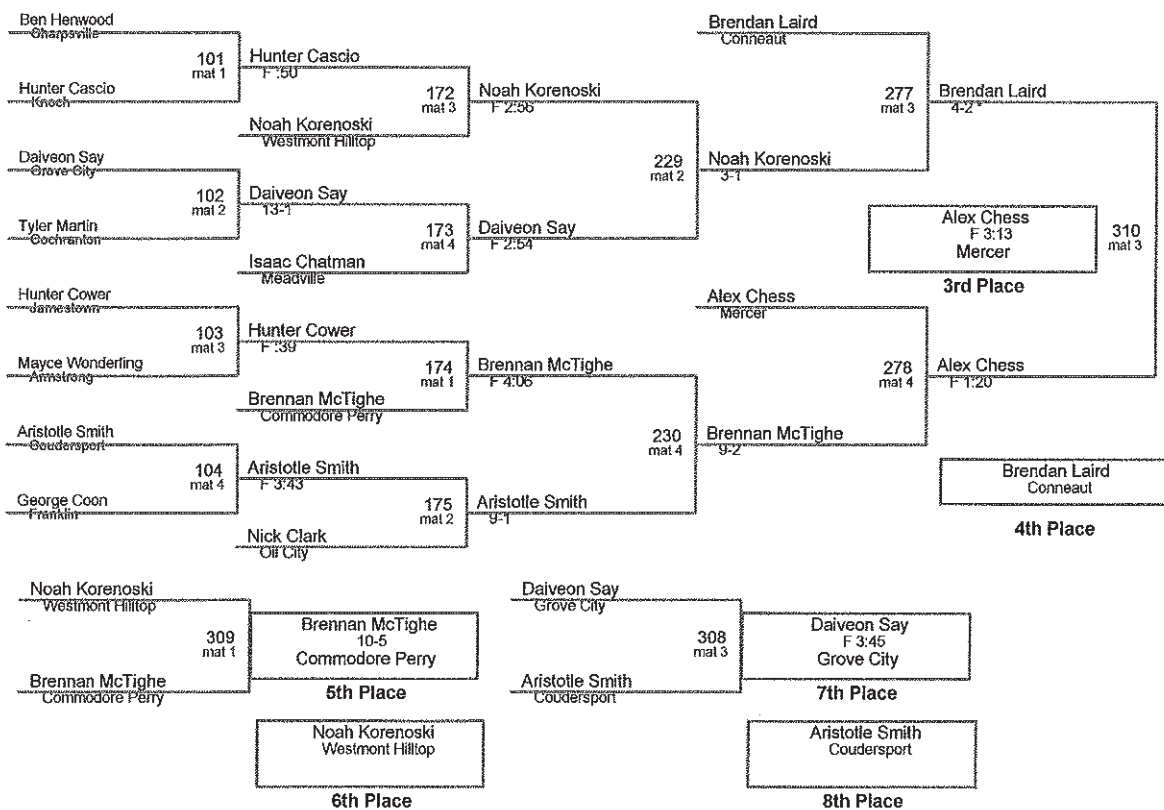 Ben Henwood
Sharpsville
101
mat 1
Hunter Cascio
Knoch
Hunter Cascio
F :50
172
mat 3
Noah Korenoski
Westmont Hilltop
Noah Korenoski
F 2:56
Daiveon Say
Grove City
102
mat 2
Tyler Martin
Cochranton
Daiveon Say
13-1
173
mat 4
Isaac Chatman
Meadville
Daiveon Say
F 2:54
229
mat 2
Hunter Cower
Jamestown
103
mat 3
Mayce Wonderling
Armstrong
Hunter Cower
F :39
174
mat 1
Brennan McTighe
Commodore Perry
Brennan McTighe
F 4:06
Aristotle Smith
Coudersport
104
mat 4
George Coon
Franklin
Aristotle Smith
F 3:43
175
mat 2
Nick Clark
Oil City
Aristotle Smith
9-1
230
mat 4
Brendan Laird
Conneaut
277
mat 3
Noah Korenoski
3-1
Brendan Laird
4-2 *
Alex Chess
F 3:13
Mercer
3rd Place
310
mat 3
Alex Chess
Mercer
278
mat 4
Brennan McTighe
9-2
Alex Chess
F 1:20
Brendan Laird
Conneaut
4th Place
Noah Korenoski
Westmont Hilltop
309
mat 1
Brennan McTighe
Commodore Perry
Brennan McTighe
10-5
Commodore Perry
5th Place
Noah Korenoski
Westmont Hilltop
6th Place
Daiveon Say
Grove City
308
mat 3
Aristotle Smith
Coudersport
Daiveon Say
F 3:45
Grove City
7th Place
Aristotle Smith
Coudersport
8th Place